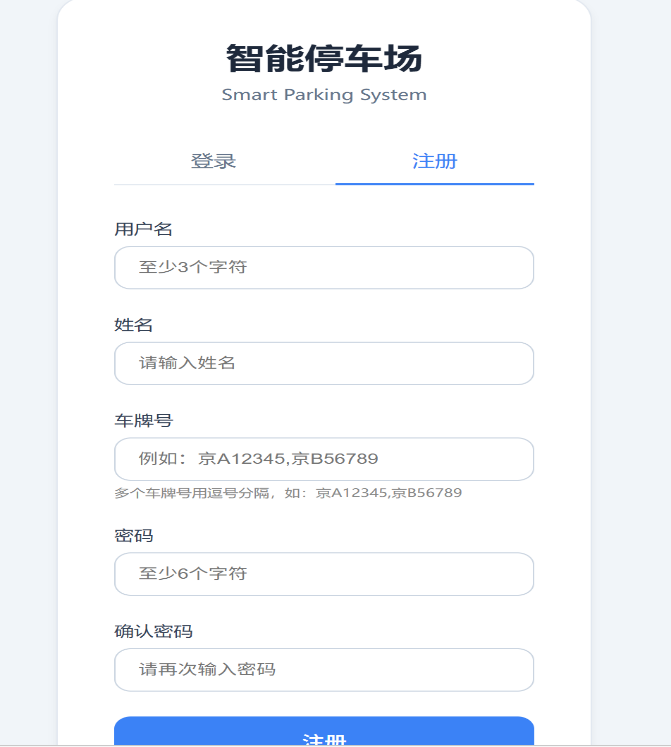 智能停车场
Smart Parking System
登录 注册
用户名
至少3个字符
姓名
请输入姓名
车牌号
例如：京A12345,京B56789
多个车牌号用逗号分隔，如：京A12345,京B56789
密码
至少6个字符
确认密码
请再次输入密码
注册